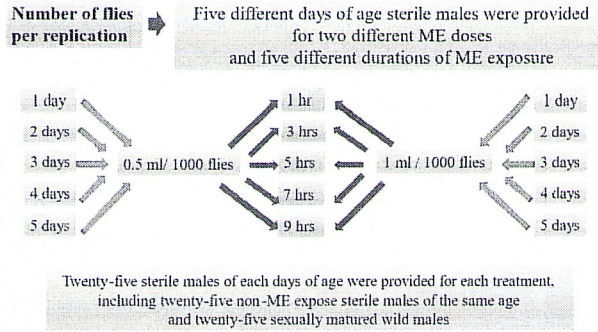 Number of flies
per replication
Five different days of age sterile males were provided
for two different ME doses
and five different durations of ME exposure
1 day
2 days
3 days
4 days
5 days
0.5 ml/ 1000 flies
1 hr
3 hrs
5 hrs
7 hrs
9 hrs
1 ml / 1000 flies
1 day
2 days
3 days
4 days
5 days
Twenty-five sterile males of each days of age were provided for each treatment,
including twenty-five non-ME expose sterile males of the same age
and twenty-five sexually matured wild males